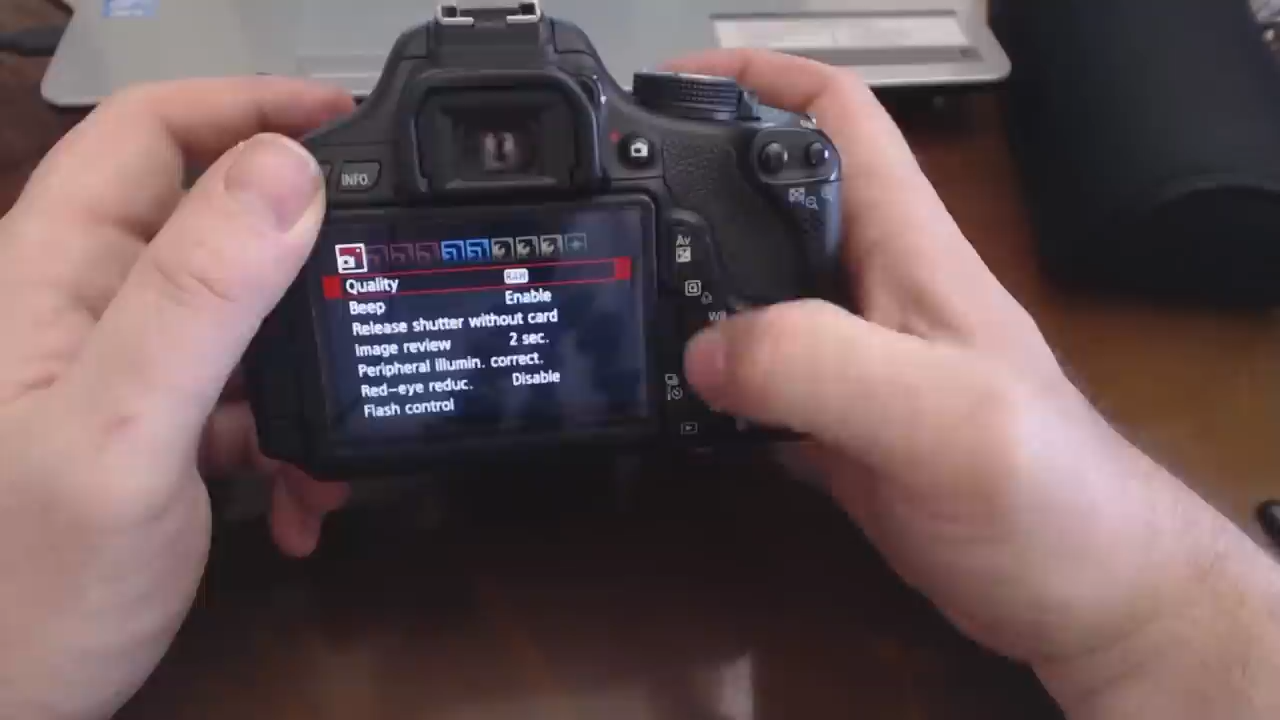 INFO.
Av
Q
Quality RAW
Beep Enable
Release shutter without card
Image review 2 sec.
Peripheral illumin. correct.
Red-eye reduc. Disable
Flash control